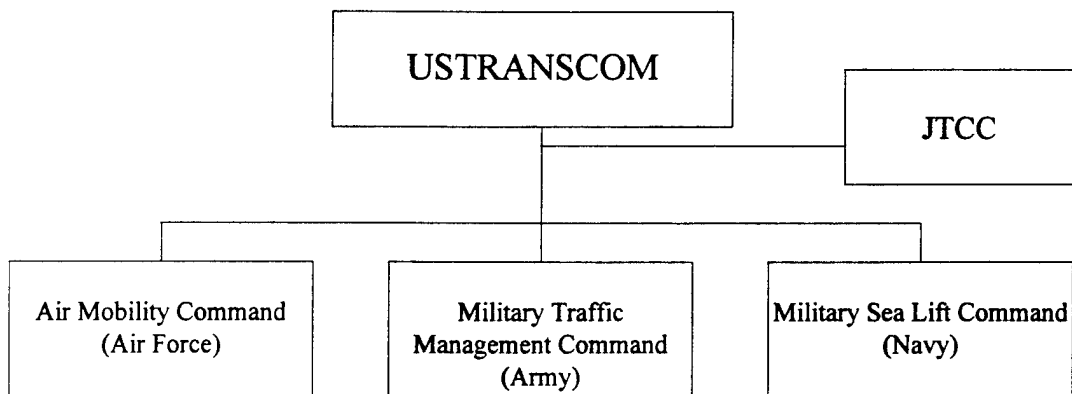 USTRANSCOM
JTCC
Air Mobility Command
(Air Force)
Military Traffic
Management Command
(Army)
Military Sea Lift Command
(Navy)